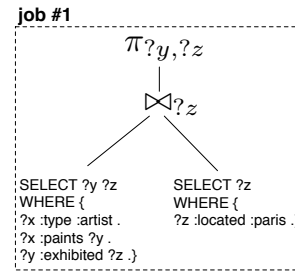 job #1
π?y,?z
⋈?z
SELECT ?y ?z
WHERE {
?x :type :artist .
?x :paints ?y .
?y :exhibited ?z .}
SELECT ?z
WHERE {
?z :located :paris .}